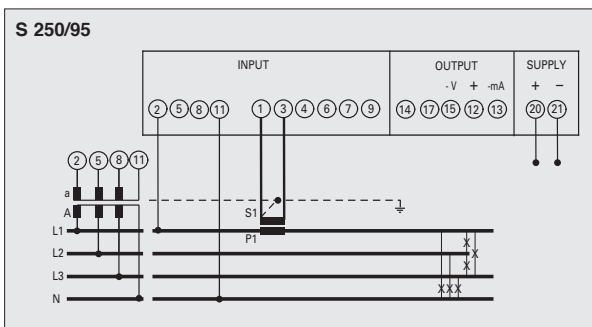 S 250/95
INPUT OUTPUT SUPPLY
- V + -mA + −
2 5 8 11 1 3 4 6 7 9 14 17 15 12 13 20 21
2 5 8 11
a
A S1
L1 P1
L2
L3
N